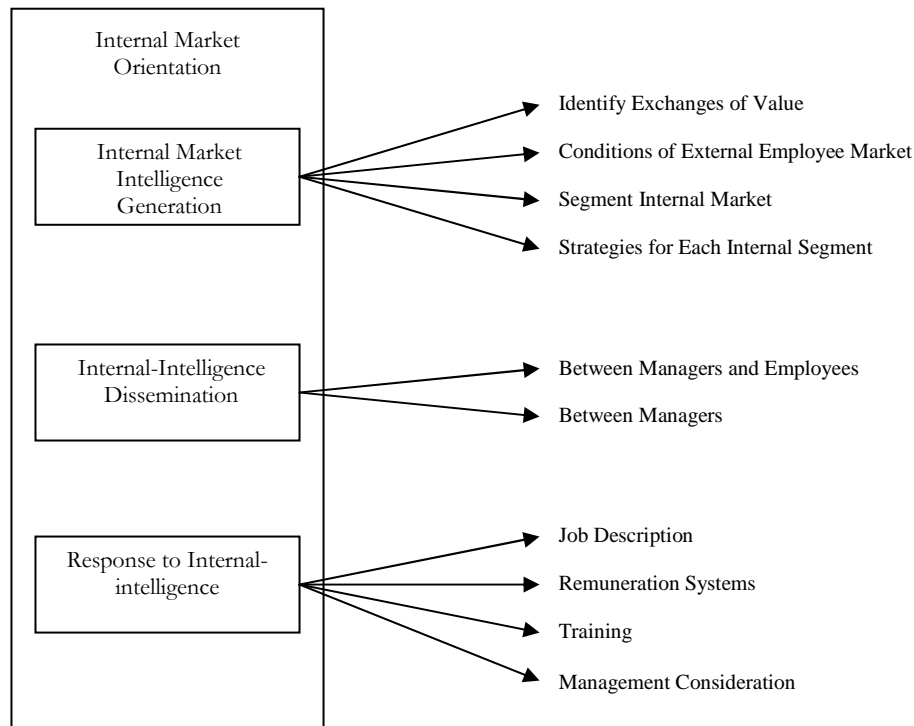 Internal Market
Orientation
Internal Market
Intelligence
Generation
Identify Exchanges of Value
Conditions of External Employee Market
Segment Internal Market
Strategies for Each Internal Segment
Internal-Intelligence
Dissemination
Between Managers and Employees
Between Managers
Response to Internal-
intelligence
Job Description
Remuneration Systems
Training
Management Consideration